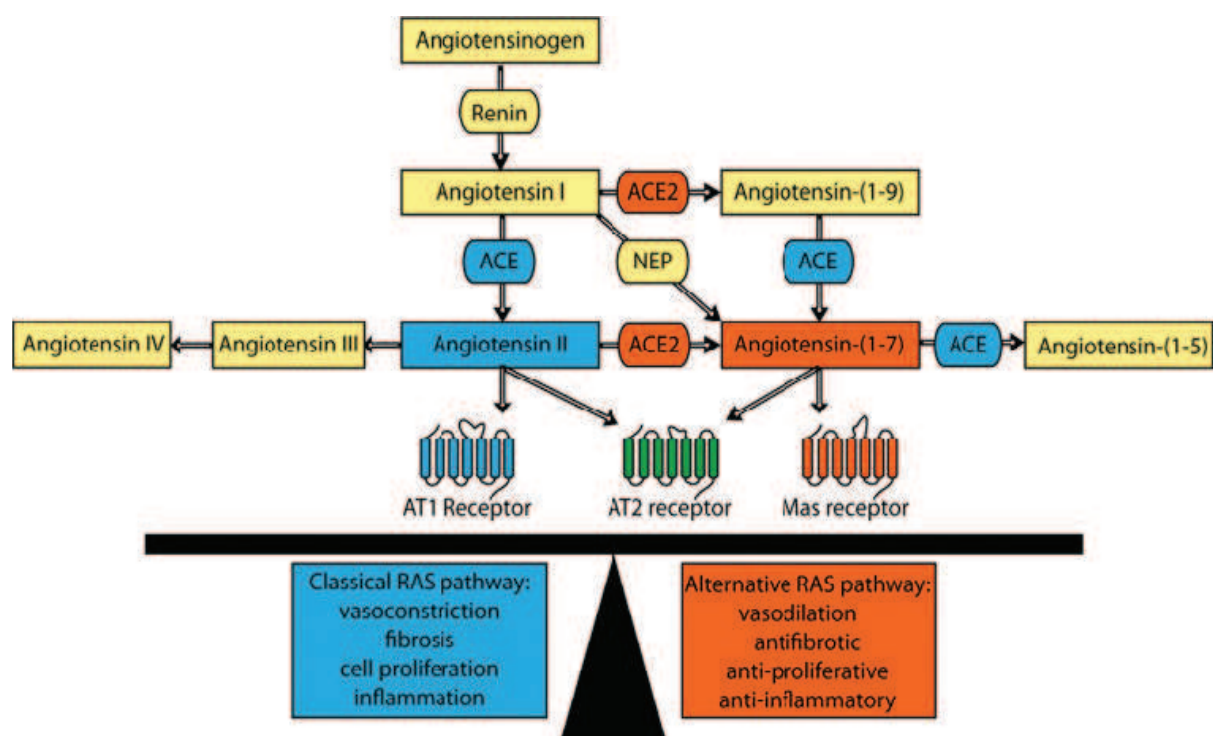 Angiotensinogen
Renin
Angiotensin I
ACE2
Angiotensin-(1-9)
ACE
NEP
ACE
Angiotensin IV
Angiotensin III
Angiotensin II
ACE2
Angiotensin-(1-7)
ACE
Angiotensin-(1-5)
AT1 Receptor
AT2 receptor
Mas receptor
Classical RAS pathway:
vasoconstriction
fibrosis
cell proliferation
inflammation
Alternative RAS pathway:
vasodilation
antifibrotic
anti-proliferative
anti-inflammatory